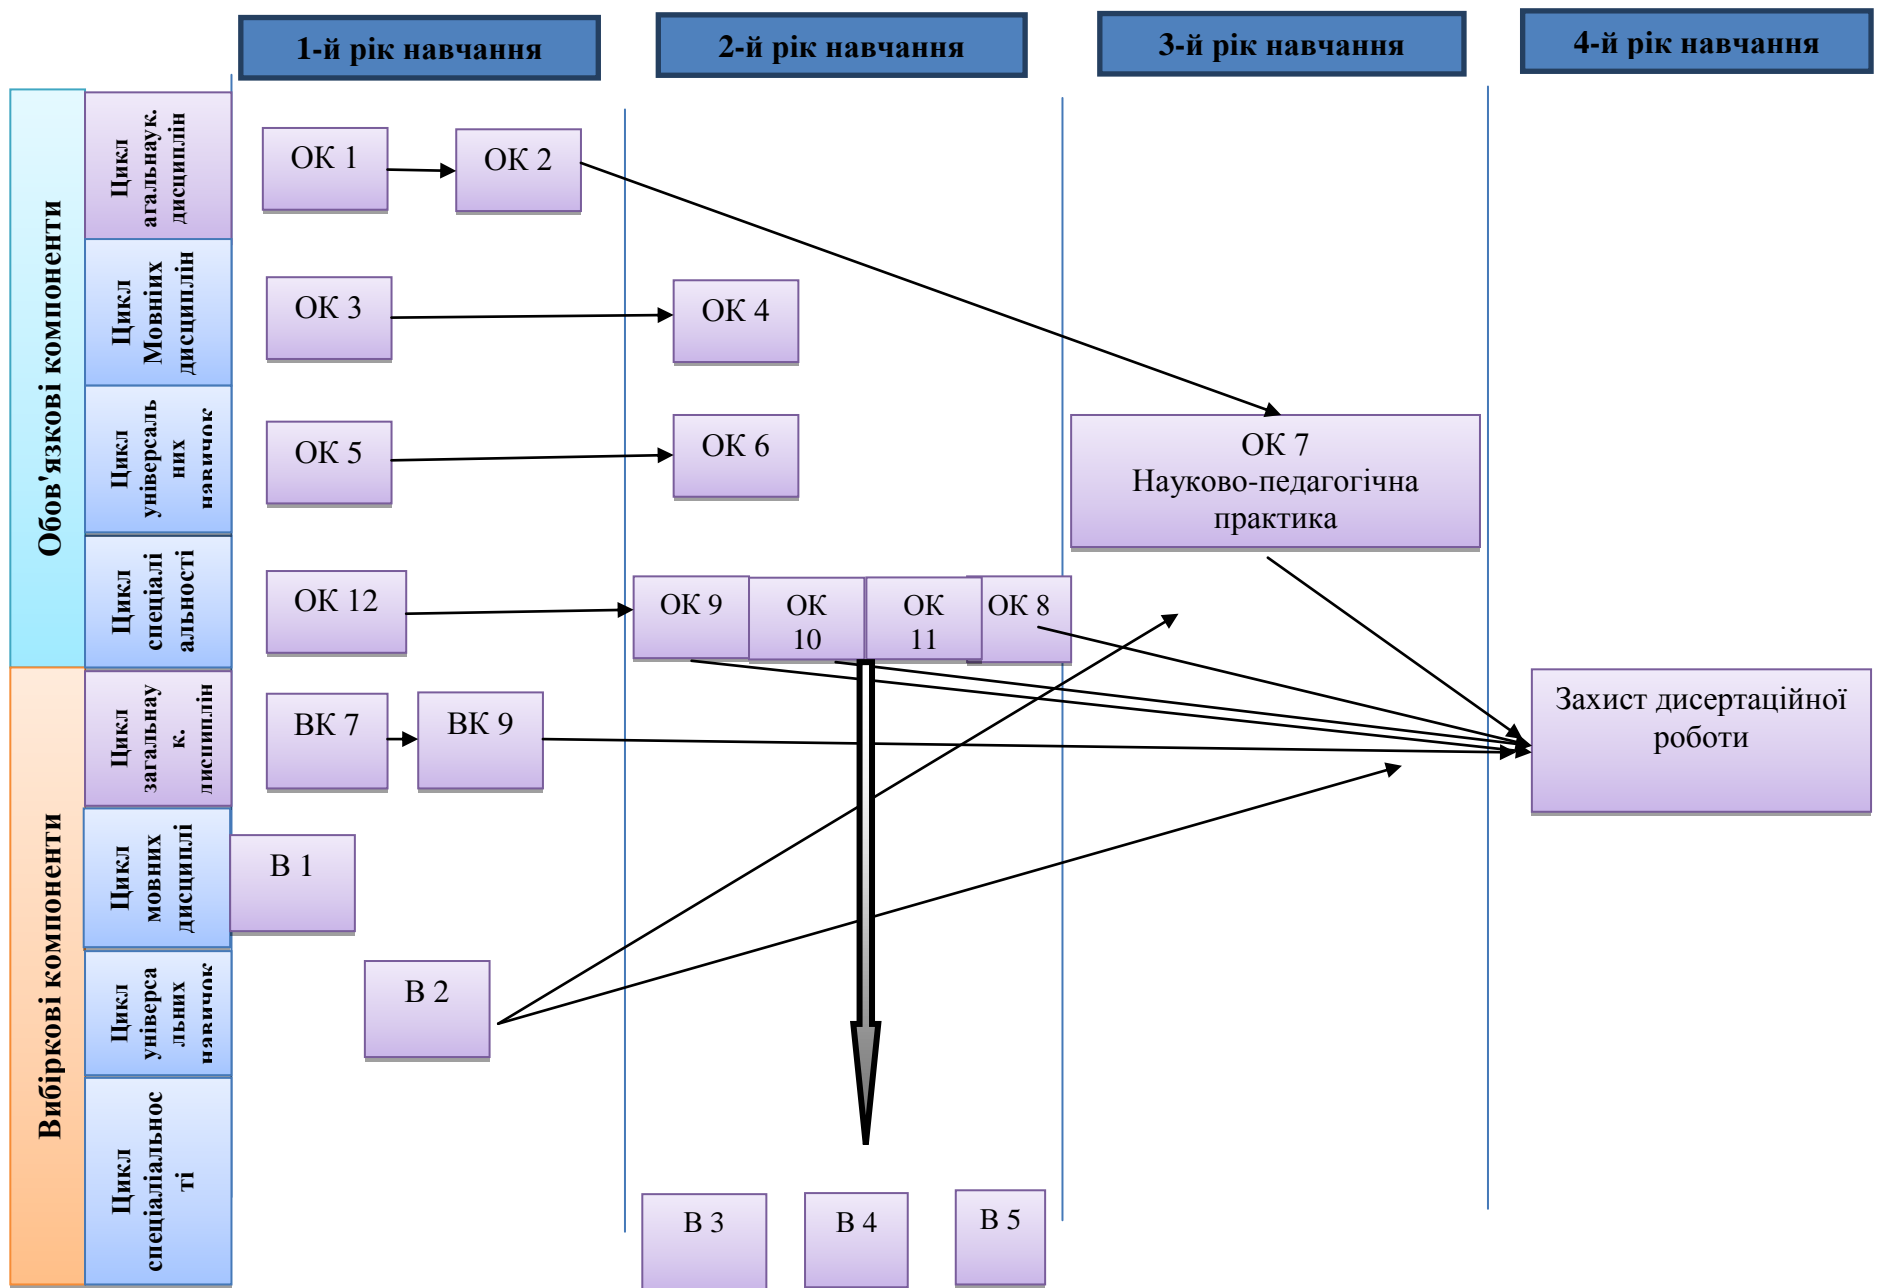 1-й рік навчання
2-й рік навчання
3-й рік навчання
4-й рік навчання
Обов'язкові компоненти
Цикл
агальнаук.
дисциплін
ОК 1
ОК 2
Цикл
Мовніих
дисциплін
ОК 3
ОК 4
Цикл
універсаль
них
навичок
ОК 5
ОК 6
ОК 7
Науково-педагогічна
практика
Цикл
спеціалі
альності
ОК 12
ОК 9
ОК
10
ОК
11
ОК 8
Вибіркові компоненти
Цикл
загальнау
к.
дисциплін
ВК 7
ВК 9
Захист дисертаційної
роботи
Цикл
мовних
дисциплі
В 1
Цикл
універса
льних
навичок
В 2
Цикл
спеціаліальнос
ті
В 3
В 4
В 5